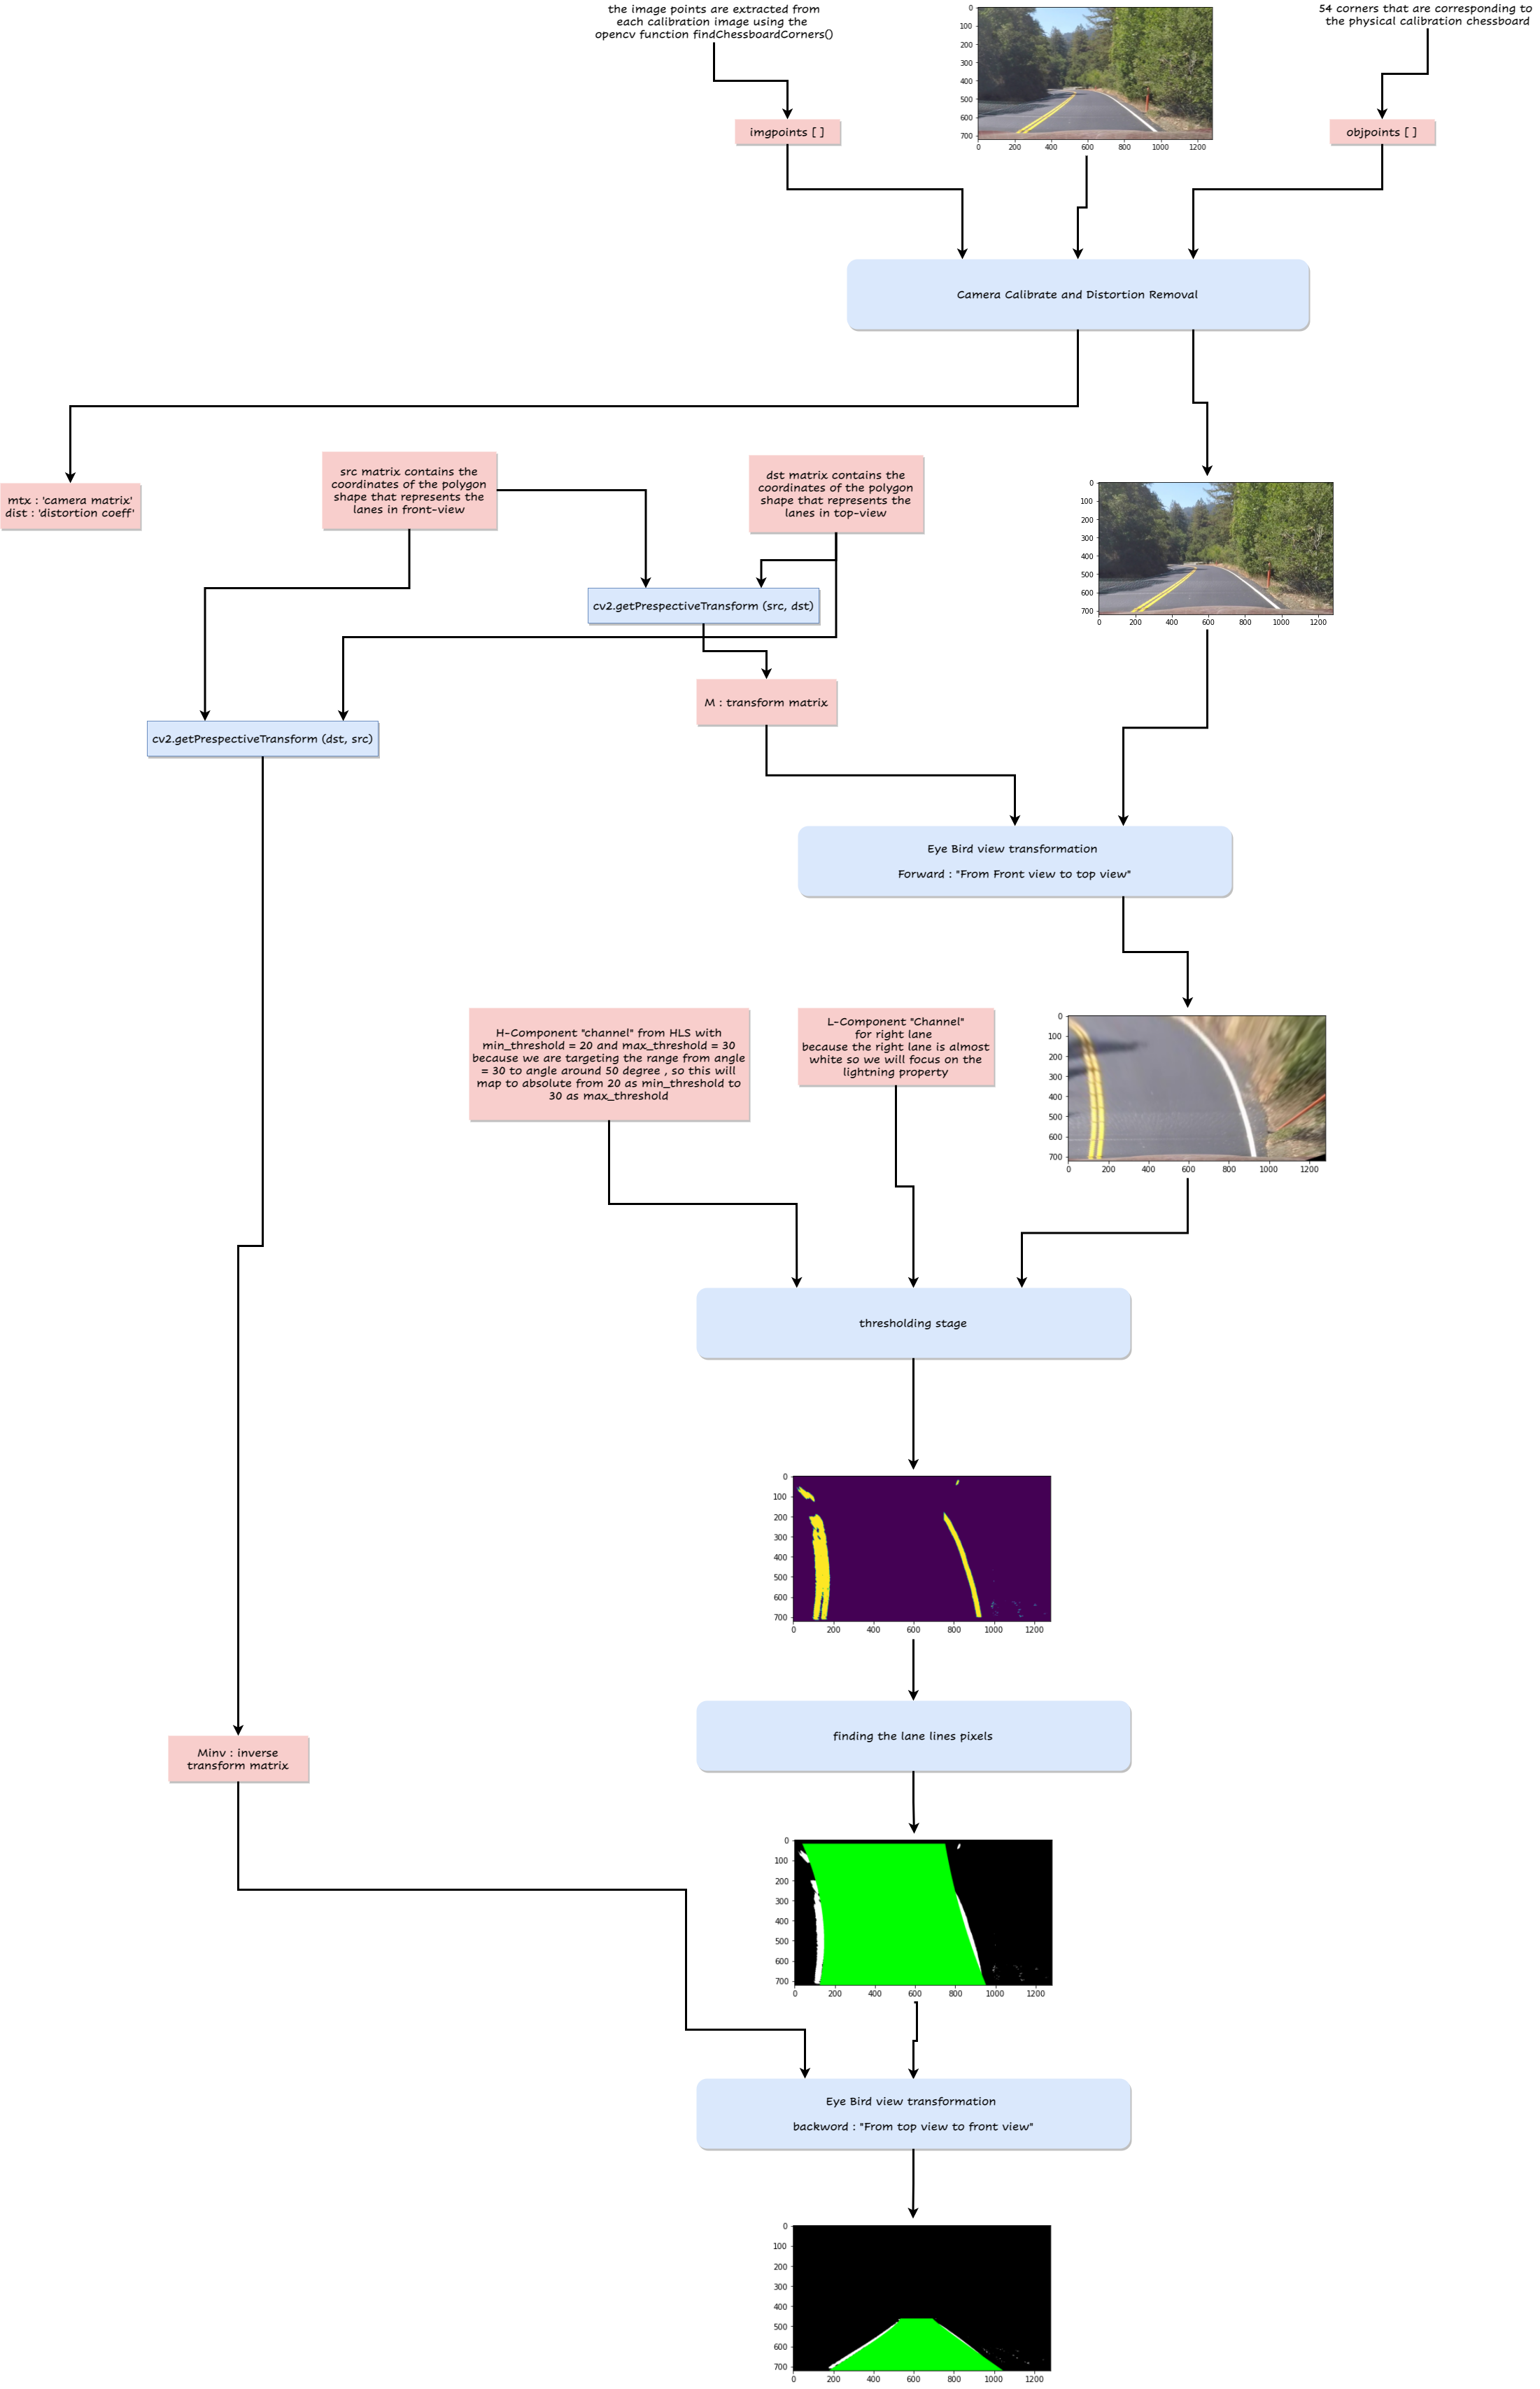 the image points are extracted from
each calibration image using the
opencv function findChessboardCorners()
54 corners that are corresponding to
the physical calibration chessboard
0
100
200
300
400
500
600
700
0 200 400 600 800 1000 1200
imgpoints [ ]
objpoints [ ]
Camera Calibrate and Distortion Removal
mtx : 'camera matrix'
dist : 'distortion coeff'
src matrix contains the
coordinates of the polygon
shape that represents the
lanes in front-view
dst matrix contains the
coordinates of the polygon
shape that represents the
lanes in top-view
0
100
200
300
400
500
600
700
0 200 400 600 800 1000 1200
cv2.getPrespectiveTransform (src, dst)
M : transform matrix
cv2.getPrespectiveTransform (dst, src)
Eye Bird view transformation
Forward : "From Front view to top view"
H-Component "channel" from HLS with
min_threshold = 20 and max_threshold = 30
because we are targeting the range from angle
= 30 to angle around 50 degree , so this will
map to absolute from 20 as min_threshold to
30 as max_threshold
L-Component "Channel"
for right lane
because the right lane is almost
white so we will focus on the
lightning property
0
100
200
300
400
500
600
700
0 200 400 600 800 1000 1200
thresholding stage
0
100
200
300
400
500
600
700
0 200 400 600 800 1000 1200
finding the lane lines pixels
Minv : inverse
transform matrix
0
100
200
300
400
500
600
700
0 200 400 600 800 1000 1200
Eye Bird view transformation
backword : "From top view to front view"
0
100
200
300
400
500
600
700
0 200 400 600 800 1000 1200